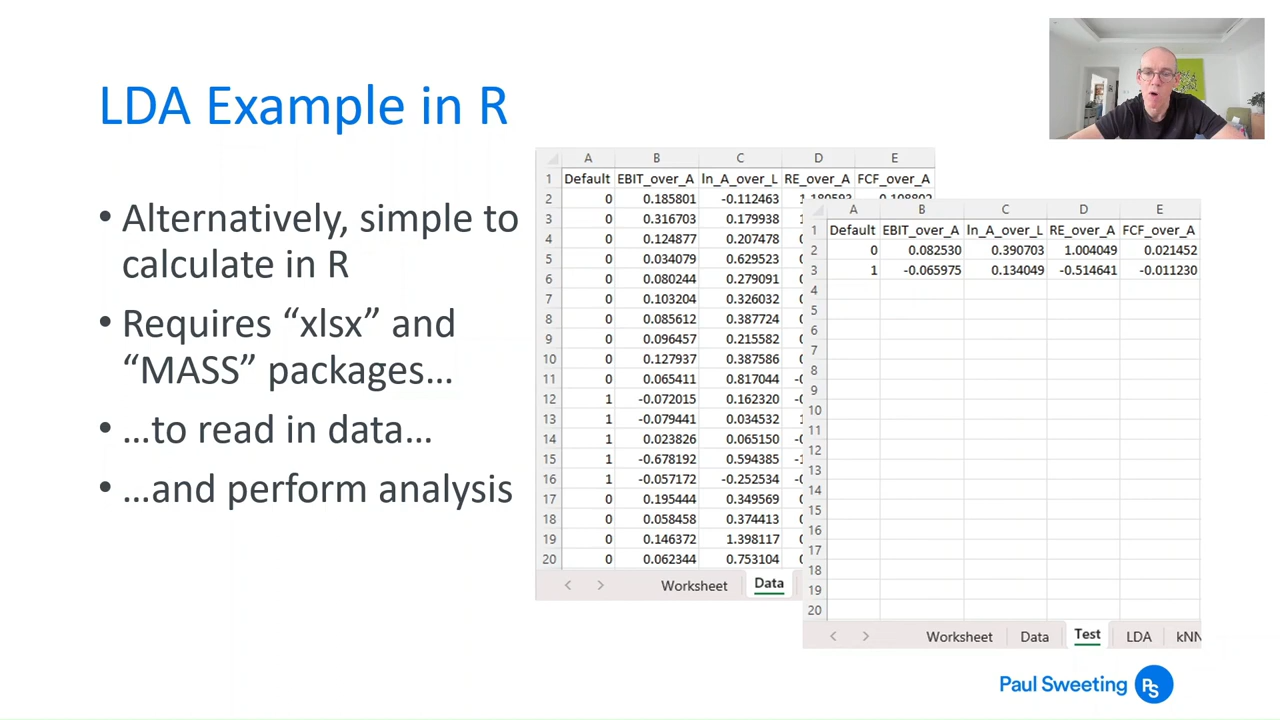 LDA Example in R
• Alternatively, simple to
calculate in R
• Requires “xlsx” and
“MASS” packages…
• …to read in data…
• …and perform analysis
A B C D E
1 Default EBIT_over_A ln_A_over_L RE_over_A FCF_over_A
2 0 0.185801 -0.112463
3 0 0.316703 0.179938
4 0 0.124877 0.207478
5 0 0.034079 0.629523
6 0 0.080244 0.279091
7 0 0.103204 0.326032
8 0 0.085612 0.387724
9 0 0.096457 0.215582
10 0 0.127937 0.387586
11 0 0.065411 0.817044
12 1 -0.072015 0.162320
13 1 -0.079441 0.034532
14 1 0.023826 0.065150
15 1 -0.678192 0.594385
16 1 -0.057172 -0.252534
17 0 0.195444 0.349569
18 0 0.058458 0.374413
19 0 0.146372 1.398117
20 0 0.062344 0.753104
< > Worksheet Data
A B C D E
1 Default EBIT_over_A ln_A_over_L RE_over_A FCF_over_A
2 0 0.082530 0.390703 1.004049 0.021452
3 1 -0.065975 0.134049 -0.514641 -0.011230
4
5
6
7
8
9
10
11
12
13
14
15
16
17
18
19
20
< > Worksheet Data Test LDA kNN
Paul Sweeting PS